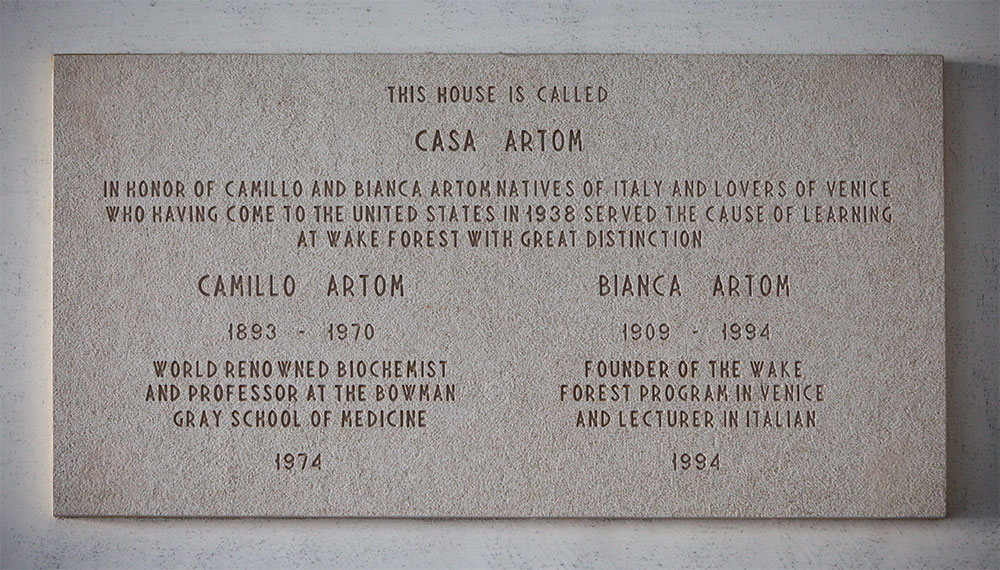 THIS HOUSE IS CALLED
CASA ARTOM
IN HONOR OF CAMILLO AND BIANCA ARTOM NATIVES OF ITALY AND LOVERS OF VENICE
WHO HAVING COME TO THE UNITED STATES IN 1938 SERVED THE CAUSE OF LEARNING
AT WAKE FOREST WITH GREAT DISTINCTION
CAMILLO ARTOM
1893 - 1970
WORLD RENOWNED BIOCHEMIST
AND PROFESSOR AT THE BOWMAN
GRAY SCHOOL OF MEDICINE
1974
BIANCA ARTOM
1909 - 1994
FOUNDER OF THE WAKE
FOREST PROGRAM IN VENICE
AND LECTURER IN ITALIAN
1994